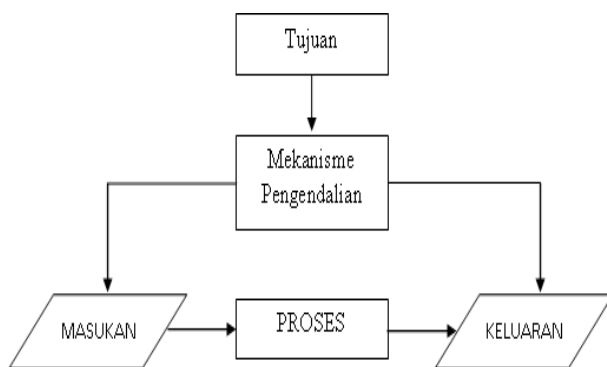 Tujuan
Mekanisme
Pengendalian
MASUKAN
PROSES
KELUARAN